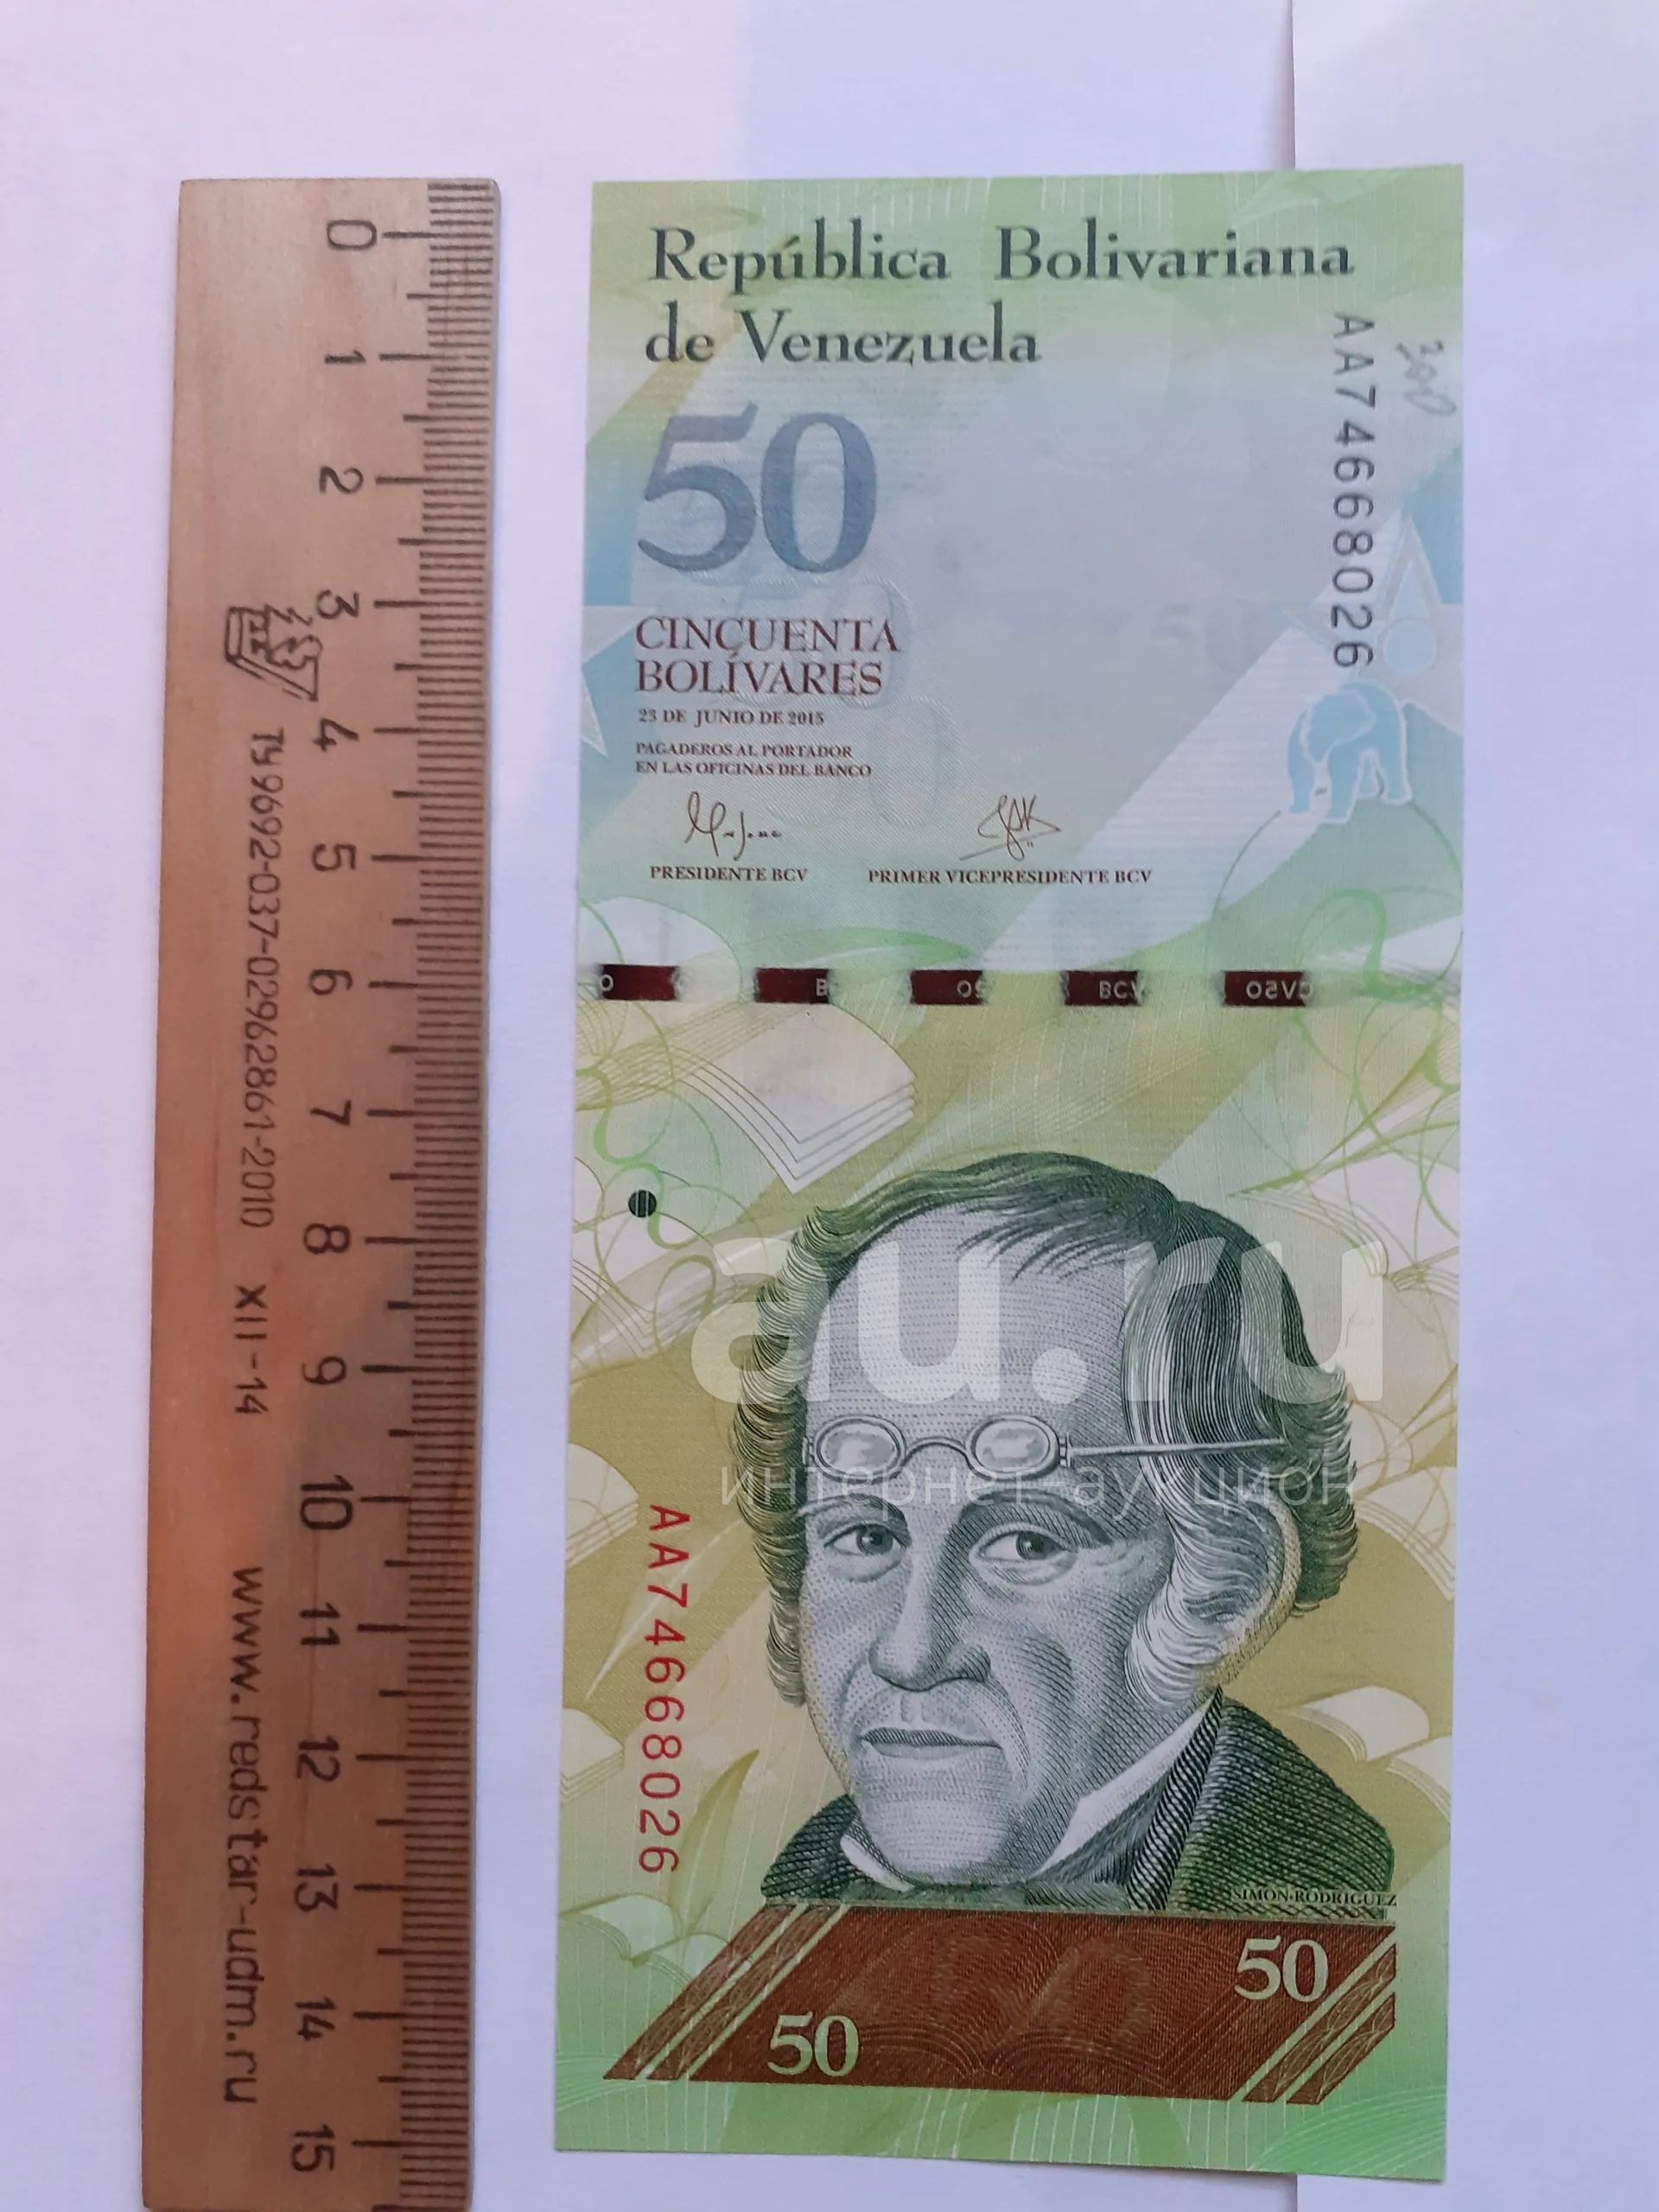 0
1
2
3
4
5
6
7
8
9
10
11
12
13
14
15
ТУ9692-037-02962861-2010 XII-14 www.redstar-udm.ru
República Bolivariana
de Venezuela
AA74668026
50
CINCUENTA
BOLÍVARES
23 DE JUNIO DE 2015
PAGADEROS AL PORTADOR
EN LAS OFICINAS DEL BANCO
PRESIDENTE BCV
PRIMER VICEPRESIDENTE BCV
BCV
au.ru
интернет-аукцион
AA74668026
SIMON·RODRIGUEZ
50
50